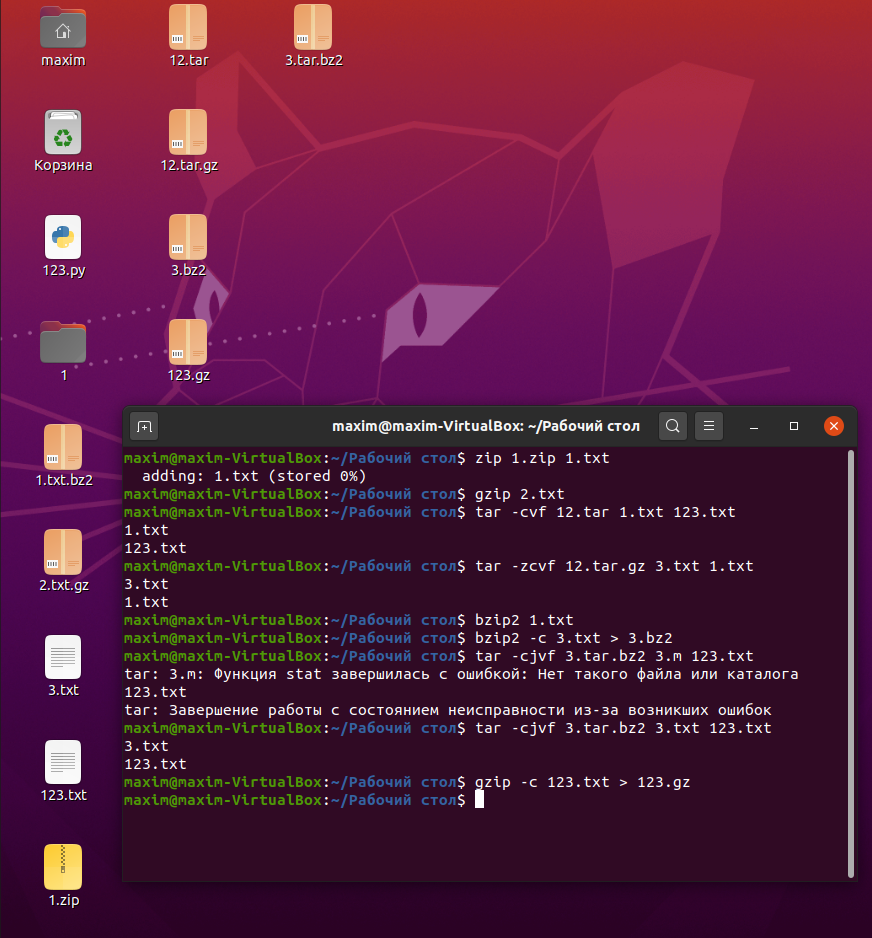 maxim
12.tar
3.tar.bz2
Корзина
12.tar.gz
123.py
3.bz2
1
123.gz
1.txt.bz2
2.txt.gz
3.txt
123.txt
1.zip
maxim@maxim-VirtualBox: ~/Рабочий стол
maxim@maxim-VirtualBox:~/Рабочий стол$ zip 1.zip 1.txt
  adding: 1.txt (stored 0%)
maxim@maxim-VirtualBox:~/Рабочий стол$ gzip 2.txt
maxim@maxim-VirtualBox:~/Рабочий стол$ tar -cvf 12.tar 1.txt 123.txt
1.txt
123.txt
maxim@maxim-VirtualBox:~/Рабочий стол$ tar -zcvf 12.tar.gz 3.txt 1.txt
3.txt
1.txt
maxim@maxim-VirtualBox:~/Рабочий стол$ bzip2 1.txt
maxim@maxim-VirtualBox:~/Рабочий стол$ bzip2 -c 3.txt > 3.bz2
maxim@maxim-VirtualBox:~/Рабочий стол$ tar -cjvf 3.tar.bz2 3.m 123.txt
tar: 3.m: Функция stat завершилась с ошибкой: Нет такого файла или каталога
123.txt
tar: Завершение работы с состоянием неисправности из-за возникших ошибок
maxim@maxim-VirtualBox:~/Рабочий стол$ tar -cjvf 3.tar.bz2 3.txt 123.txt
3.txt
123.txt
maxim@maxim-VirtualBox:~/Рабочий стол$ gzip -c 123.txt > 123.gz
maxim@maxim-VirtualBox:~/Рабочий стол$